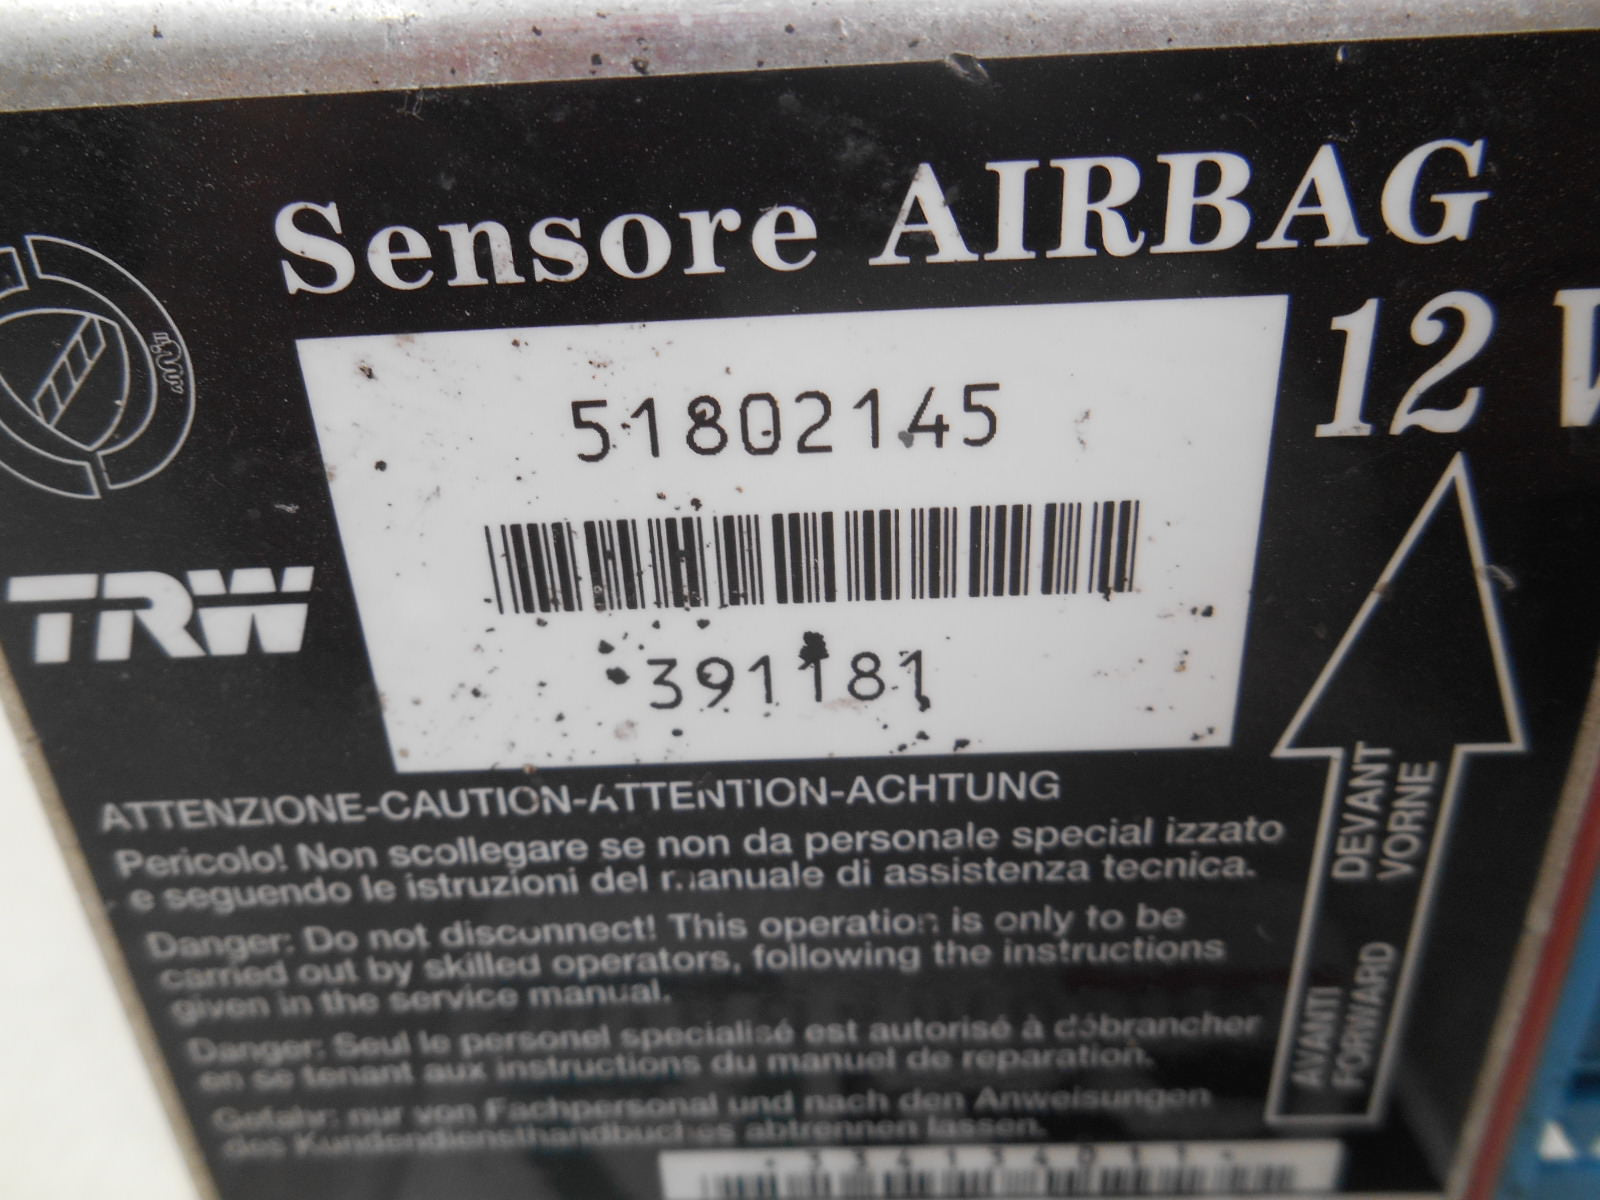 Sensore AIRBAG
12 V
51802145
TRW
391181
ATTENZIONE-CAUTION-ATTENTION-ACHTUNG
Pericolo! Non scollegare se non da personale special izzato
e seguendo le istruzioni del manuale di assistenza tecnica.
Danger: Do not disconnect! This operation is only to be
carried out by skilled operators, following the instructions
given in the service manual.
Danger: Seul le personel specialisé est autorisé à débrancher
en se tenant aux instructions du manuel de reparation.
Gefahr: nur von Fachpersonal und nach den Anweisungen
des Kundendiensthandbuches abtrennen lassen.
AVANTI DEVANT
FORWARD VORNE